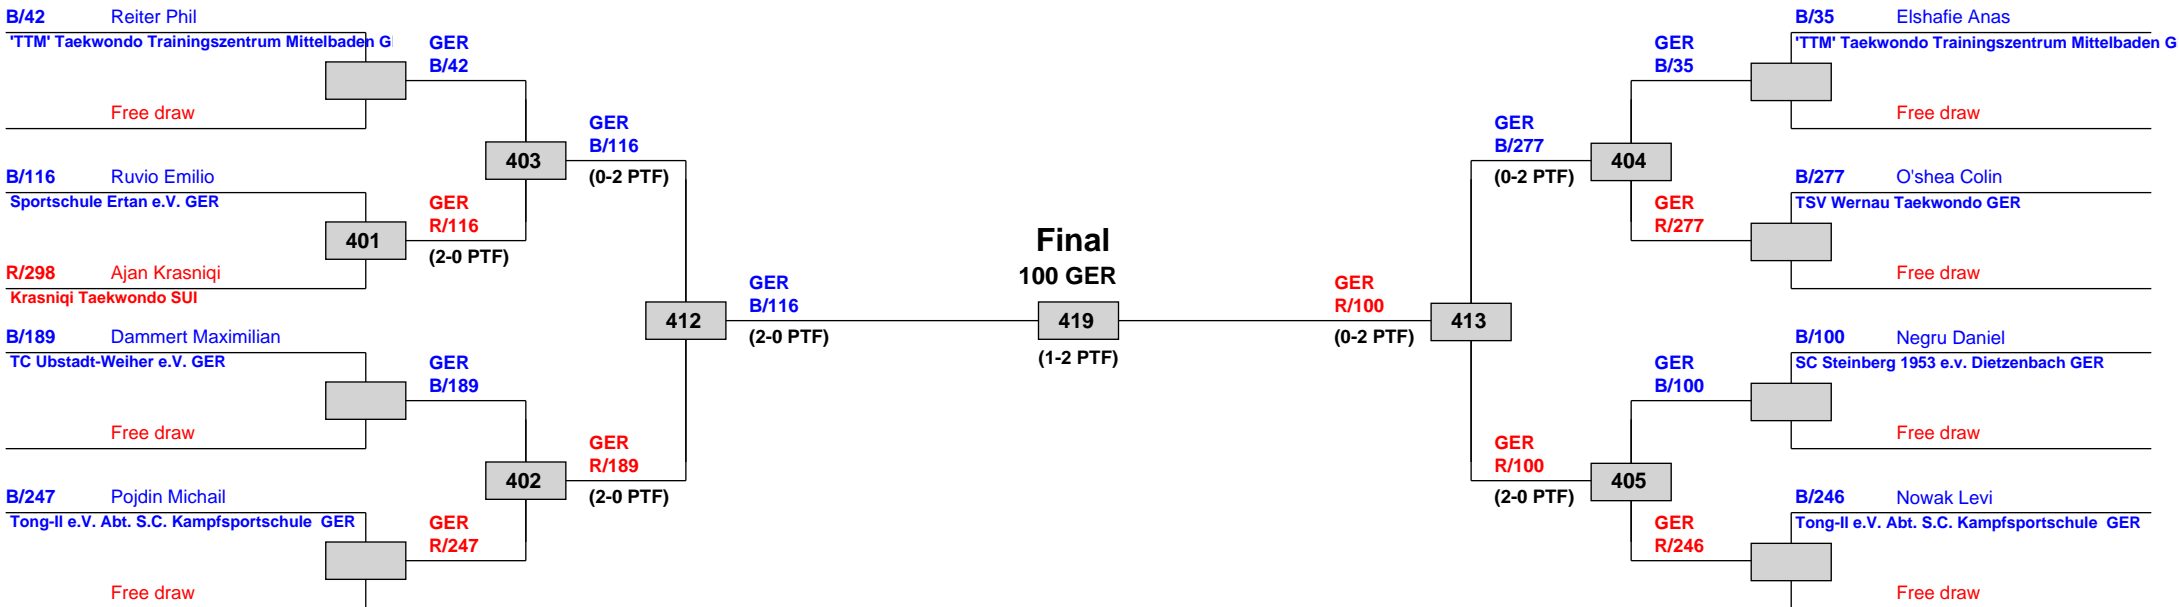 B/42 Reiter Phil
'TTM' Taekwondo Trainingszentrum Mittelbaden G
Free draw
B/116 Ruvio Emilio
Sportschule Ertan e.V. GER
R/298 Ajan Krasniqi
Krasniqi Taekwondo SUI
B/189 Dammert Maximilian
TC Ubstadt-Weiher e.V. GER
Free draw
B/247 Pojdin Michail
Tong-Il e.V. Abt. S.C. Kampfsportschule GER
Free draw
GER
B/42
401
GER
R/116
(2-0 PTF)
GER
B/189
GER
R/247
403
GER
B/116
(0-2 PTF)
402
GER
R/189
(2-0 PTF)
412
GER
B/116
(2-0 PTF)
Final
100 GER
419
(1-2 PTF)
GER
R/100
(0-2 PTF)
413
GER
B/277
(0-2 PTF)
404
GER
R/100
(2-0 PTF)
405
GER
B/35
GER
R/277
GER
B/100
GER
R/246
B/35 Elshafie Anas
'TTM' Taekwondo Trainingszentrum Mittelbaden G
Free draw
B/277 O'shea Colin
TSV Wernau Taekwondo GER
Free draw
B/100 Negru Daniel
SC Steinberg 1953 e.v. Dietzenbach GER
Free draw
B/246 Nowak Levi
Tong-Il e.V. Abt. S.C. Kampfsportschule GER
Free draw